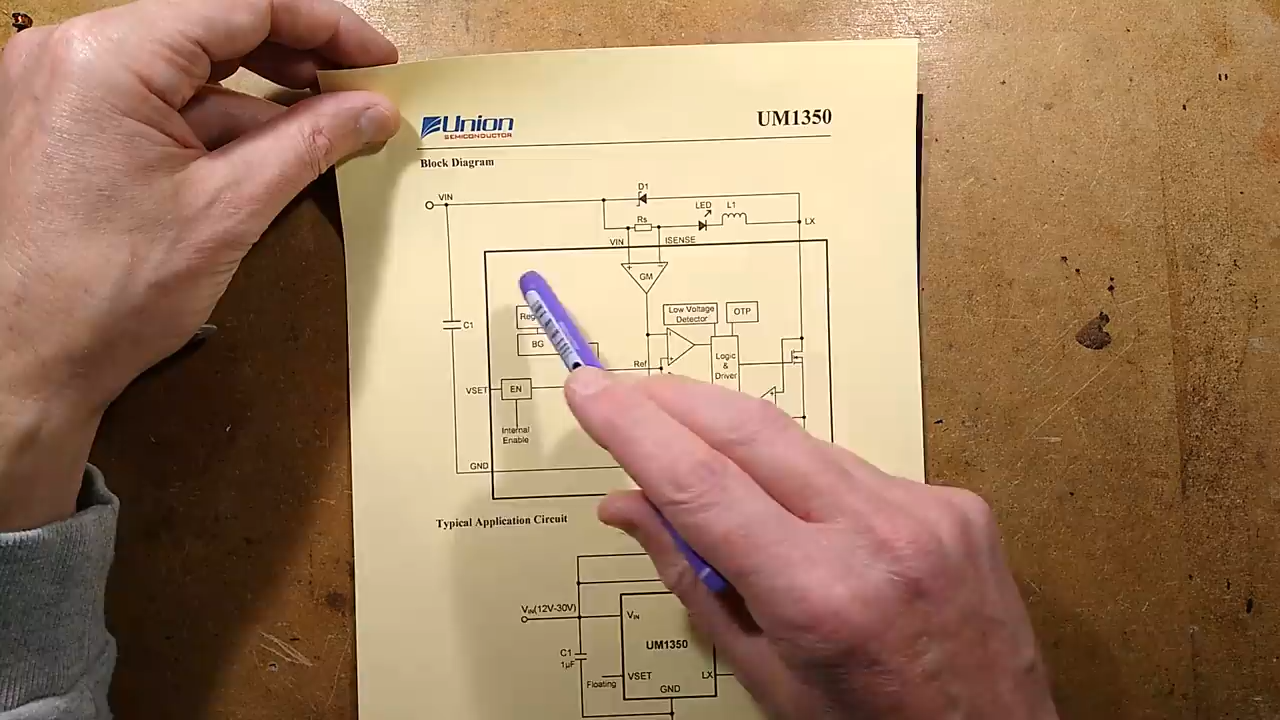 Union
SEMICONDUCTOR
UM1350
Block Diagram
D1
VIN
LED
L1
Rs
LX
VIN
ISENSE
GM
Low Voltage
Detector
OTP
C1
BG
Logic
&
Driver
Ref
VSET
EN
Internal
Enable
GND
Typical Application Circuit
VIN(12V-30V)
VIN
UM1350
C1
1µF
VSET
LX
Floating
GND